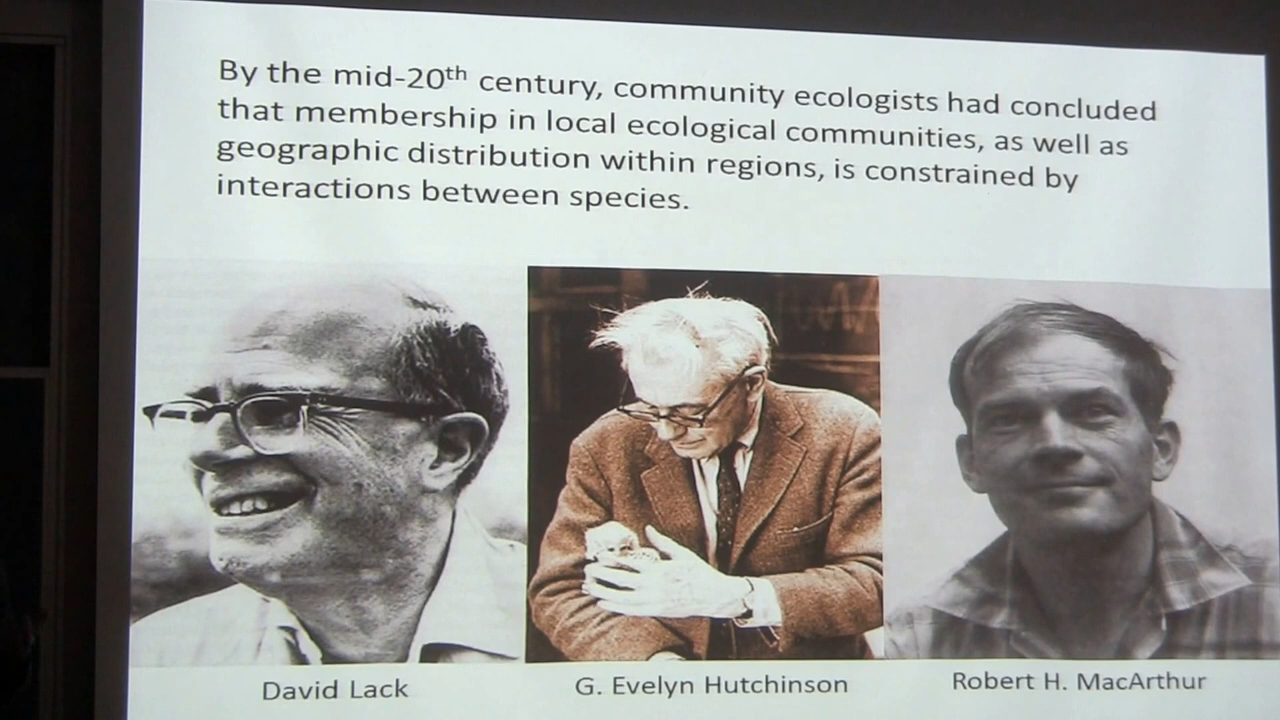 By the mid-20th century, community ecologists had concluded
that membership in local ecological communities, as well as
geographic distribution within regions, is constrained by
interactions between species.
David Lack
G. Evelyn Hutchinson
Robert H. MacArthur